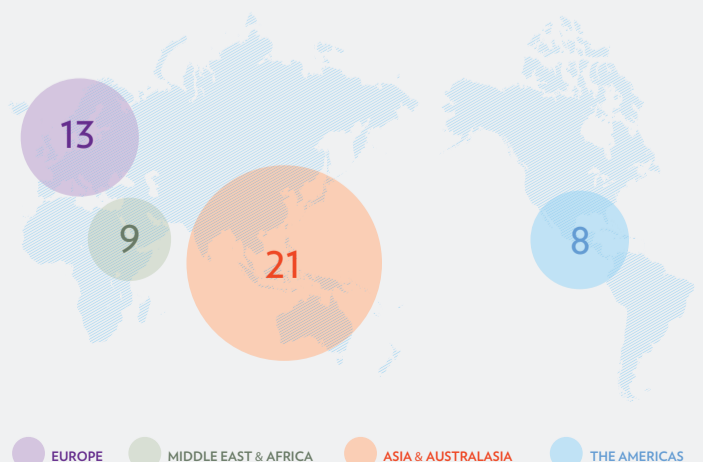 13
9
21
8
EUROPE
MIDDLE EAST & AFRICA
ASIA & AUSTRALASIA
THE AMERICAS